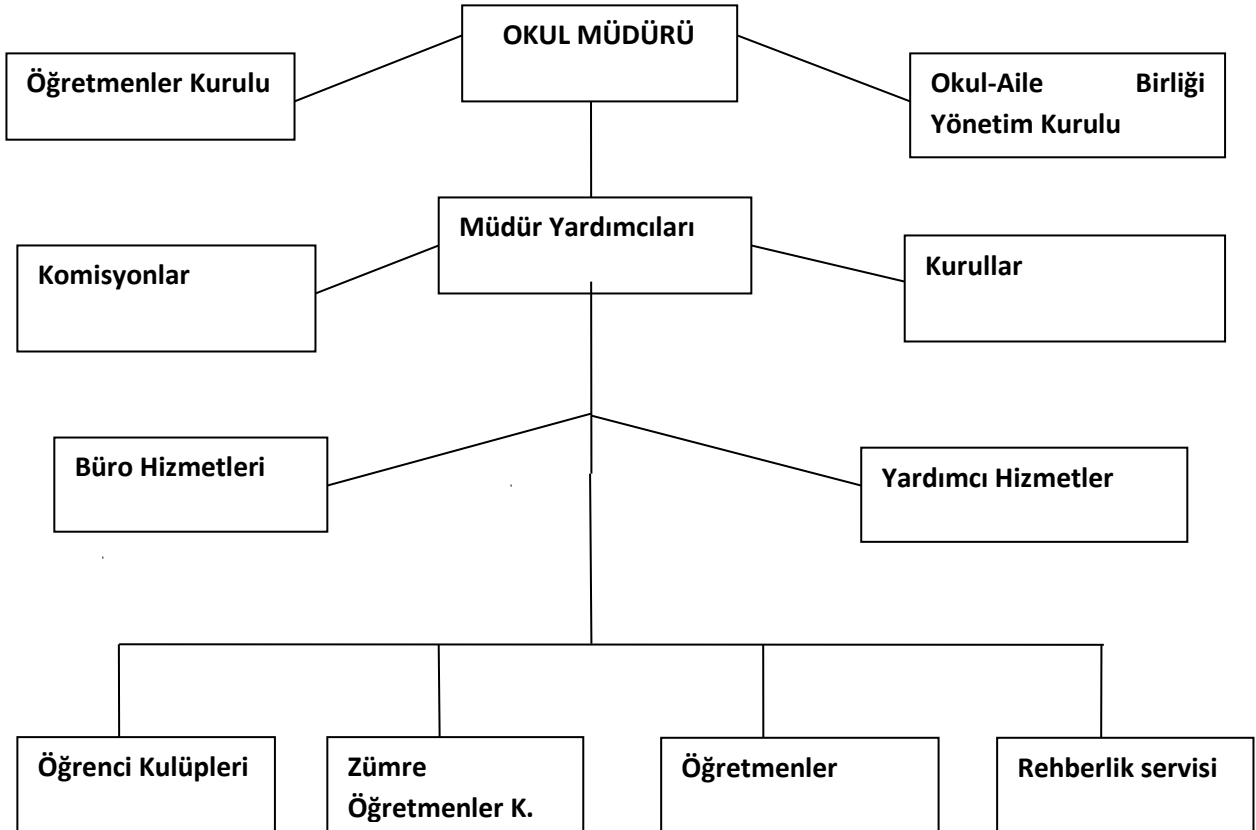 OKUL MÜDÜRÜ
Öğretmenler Kurulu
Okul-Aile Birliği
Yönetim Kurulu
Müdür Yardımcıları
Komisyonlar
Kurullar
Büro Hizmetleri
Yardımcı Hizmetler
Öğrenci Kulüpleri
Zümre
Öğretmenler K.
Öğretmenler
Rehberlik servisi